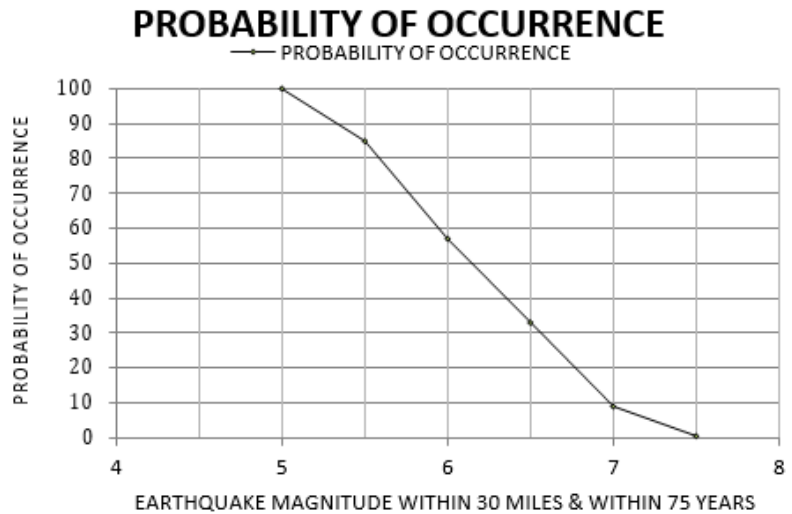 PROBABILITY OF OCCURRENCE
PROBABILITY OF OCCURRENCE
PROBABILITY OF OCCURRENCE
100
90
80
70
60
50
40
30
20
10
0
4 5 6 7 8
EARTHQUAKE MAGNITUDE WITHIN 30 MILES & WITHIN 75 YEARS